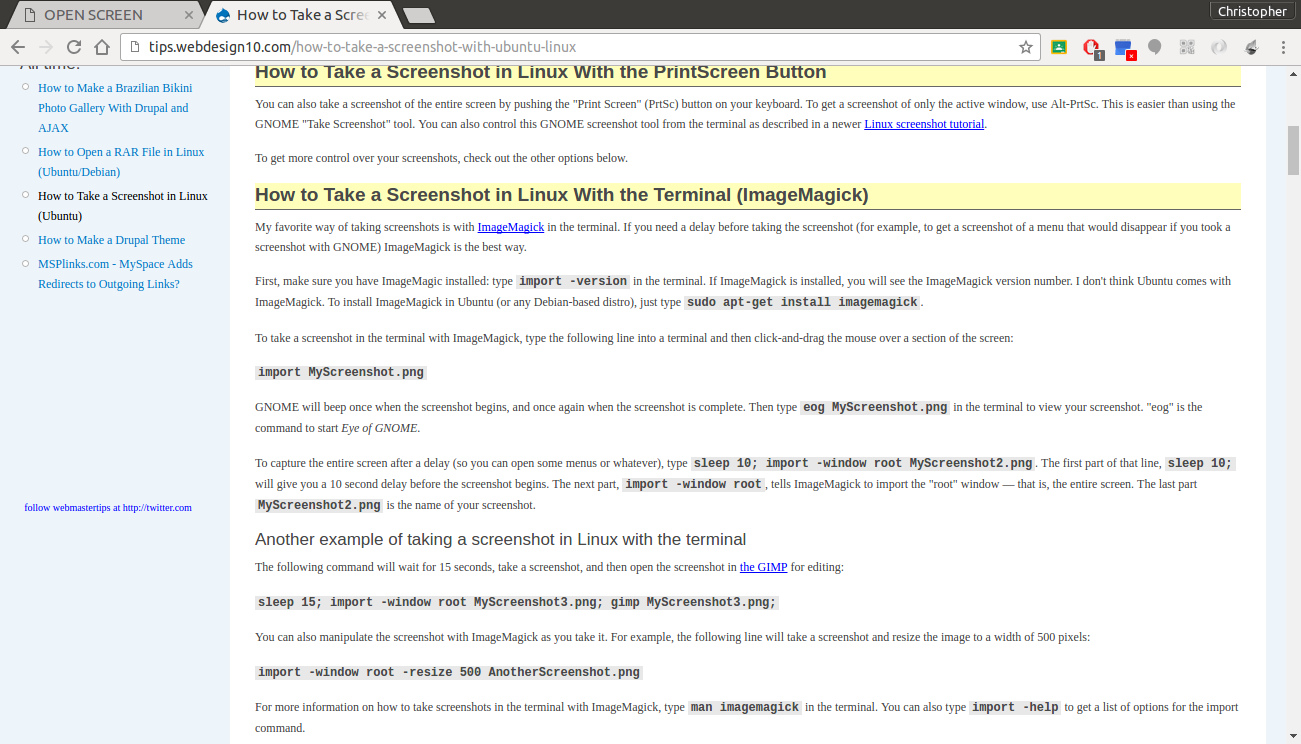 OPEN SCREEN
How to Take a Scree
Christopher
tips.webdesign10.com/how-to-take-a-screenshot-with-ubuntu-linux
1
All time:
How to Make a Brazilian Bikini
Photo Gallery With Drupal and
AJAX
How to Open a RAR File in Linux
(Ubuntu/Debian)
How to Take a Screenshot in Linux
(Ubuntu)
How to Make a Drupal Theme
MSPlinks.com - MySpace Adds
Redirects to Outgoing Links?
follow webmastertips at http://twitter.com
How to Take a Screenshot in Linux With the PrintScreen Button
You can also take a screenshot of the entire screen by pushing the "Print Screen" (PrtSc) button on your keyboard. To get a screenshot of only the active window, use Alt-PrtSc. This is easier than using the
GNOME "Take Screenshot" tool. You can also control this GNOME screenshot tool from the terminal as described in a newer Linux screenshot tutorial.
To get more control over your screenshots, check out the other options below.
How to Take a Screenshot in Linux With the Terminal (ImageMagick)
My favorite way of taking screenshots is with ImageMagick in the terminal. If you need a delay before taking the screenshot (for example, to get a screenshot of a menu that would disappear if you took a
screenshot with GNOME) ImageMagick is the best way.
First, make sure you have ImageMagic installed: type import -version in the terminal. If ImageMagick is installed, you will see the ImageMagick version number. I don't think Ubuntu comes with
ImageMagick. To install ImageMagick in Ubuntu (or any Debian-based distro), just type sudo apt-get install imagemagick.
To take a screenshot in the terminal with ImageMagick, type the following line into a terminal and then click-and-drag the mouse over a section of the screen:
import MyScreenshot.png
GNOME will beep once when the screenshot begins, and once again when the screenshot is complete. Then type eog MyScreenshot.png in the terminal to view your screenshot. "eog" is the
command to start Eye of GNOME.
To capture the entire screen after a delay (so you can open some menus or whatever), type sleep 10; import -window root MyScreenshot2.png. The first part of that line, sleep 10;
will give you a 10 second delay before the screenshot begins. The next part, import -window root, tells ImageMagick to import the "root" window — that is, the entire screen. The last part
MyScreenshot2.png is the name of your screenshot.
Another example of taking a screenshot in Linux with the terminal
The following command will wait for 15 seconds, take a screenshot, and then open the screenshot in the GIMP for editing:
sleep 15; import -window root MyScreenshot3.png; gimp MyScreenshot3.png;
You can also manipulate the screenshot with ImageMagick as you take it. For example, the following line will take a screenshot and resize the image to a width of 500 pixels:
import -window root -resize 500 AnotherScreenshot.png
For more information on how to take screenshots in the terminal with ImageMagick, type man imagemagick in the terminal. You can also type import -help to get a list of options for the import
command.